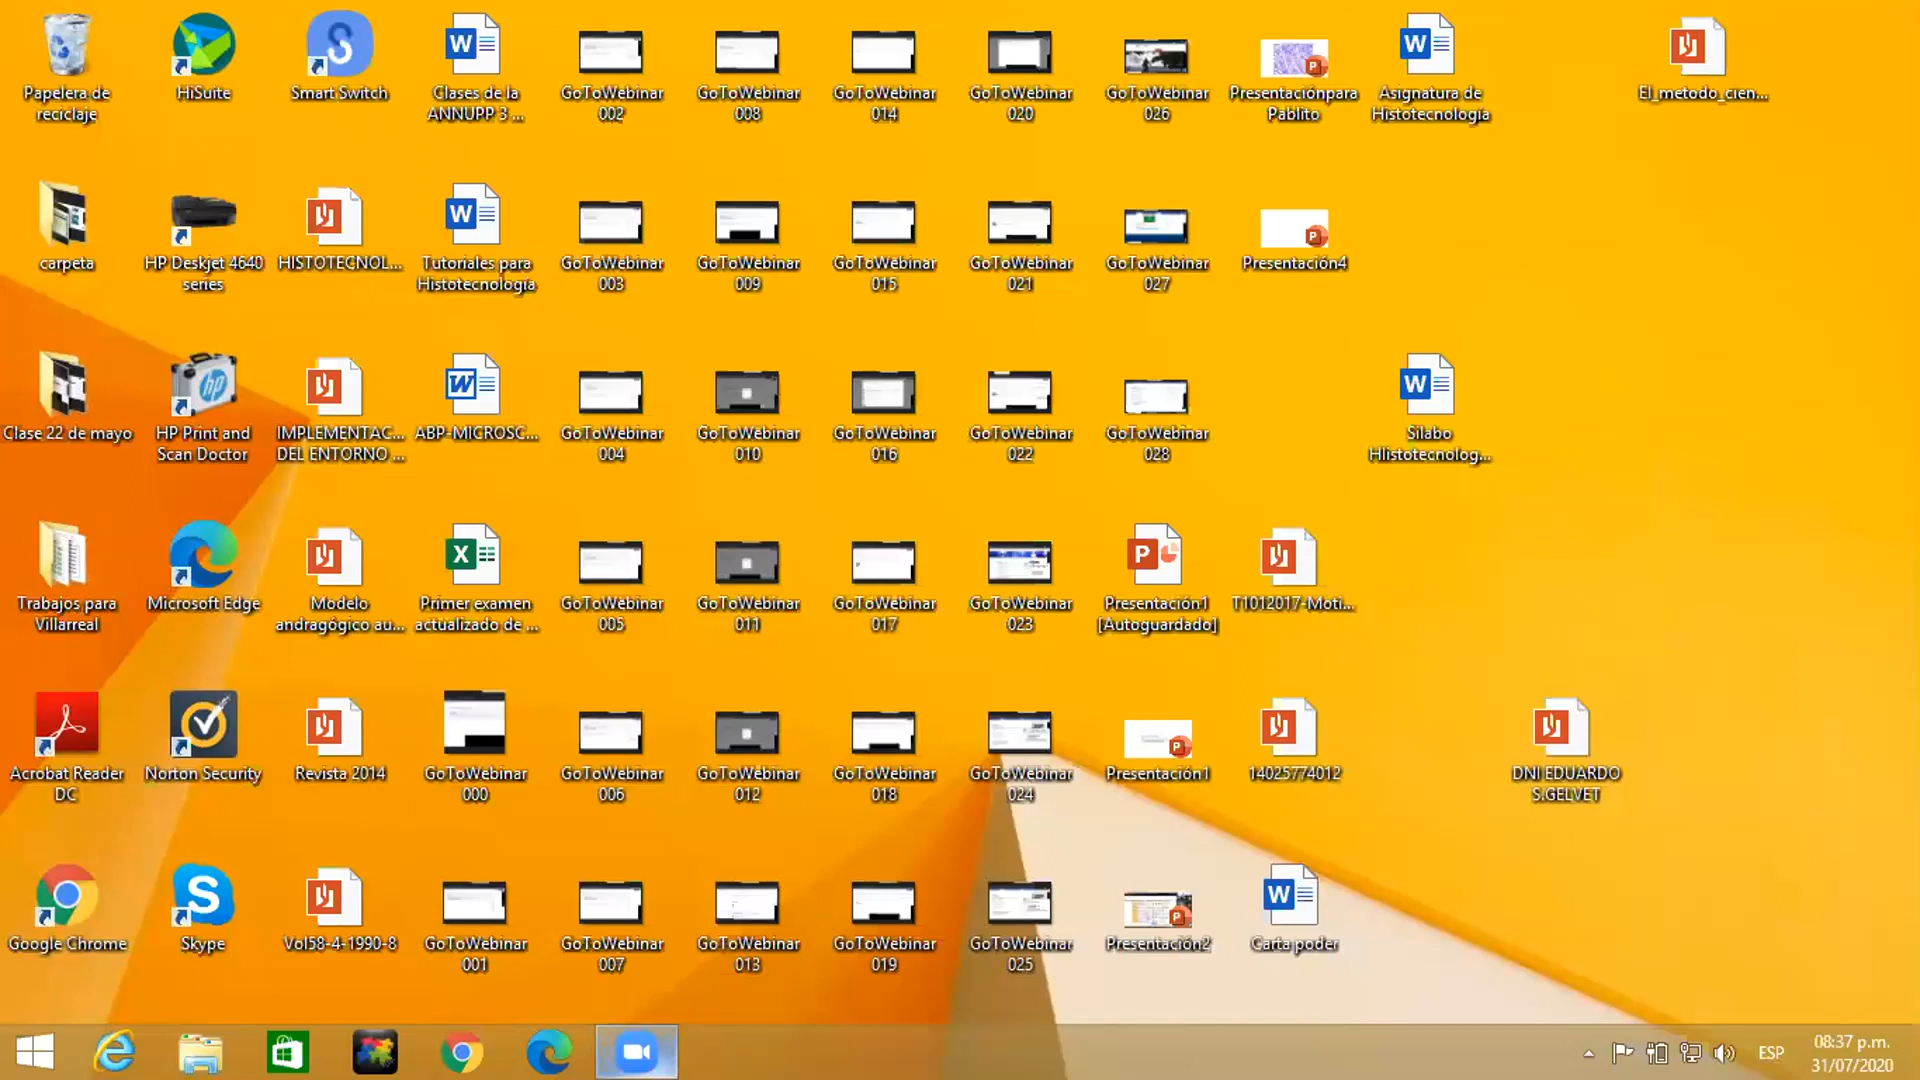 Papelera de
reciclaje
HiSuite
Smart Switch
Clases de la
ANNUPP 3 ...
GoToWebinar
002
GoToWebinar
008
GoToWebinar
014
GoToWebinar
020
GoToWebinar
026
Presentaciónpara
Pablito
Asignatura de
Histotecnología
El_metodo_cien...
carpeta
HP Deskjet 4640
series
HISTOTECNOL...
Tutoriales para
Histotecnología
GoToWebinar
003
GoToWebinar
009
GoToWebinar
015
GoToWebinar
021
GoToWebinar
027
Presentación4
Clase 22 de mayo
HP Print and
Scan Doctor
IMPLEMENTAC...
DEL ENTORNO ...
ABP-MICROSC...
GoToWebinar
004
GoToWebinar
010
GoToWebinar
016
GoToWebinar
022
GoToWebinar
028
Silabo
HIistotecnolog...
Trabajos para
Villarreal
Microsoft Edge
Modelo
andragógico au...
Primer examen
actualizado de ...
GoToWebinar
005
GoToWebinar
011
GoToWebinar
017
GoToWebinar
023
Presentación1
[Autoguardado]
T1012017-Moti...
Acrobat Reader
DC
Norton Security
Revista 2014
GoToWebinar
000
GoToWebinar
006
GoToWebinar
012
GoToWebinar
018
GoToWebinar
024
Presentación1
14025774012
DNI EDUARDO
S.GELVET
Google Chrome
Skype
Vol58-4-1990-8
GoToWebinar
001
GoToWebinar
007
GoToWebinar
013
GoToWebinar
019
GoToWebinar
025
Presentación2
Carta poder
ESP
08:37 p.m.
31/07/2020